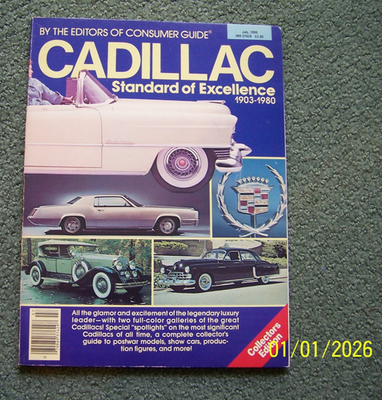 BY THE EDITORS OF CONSUMER GUIDE®
CADILLAC
Standard of Excellence
1903-1980
All the glamor and excitement of the legendary luxury
leader—with two full-color galleries of the great
Cadillacs! Special "spotlights" on the most significant
Cadillacs of all time, a complete collector's
guide to postwar models, show cars, produc-
tion figures, and more!
Collectors
Edition
01/01/2026